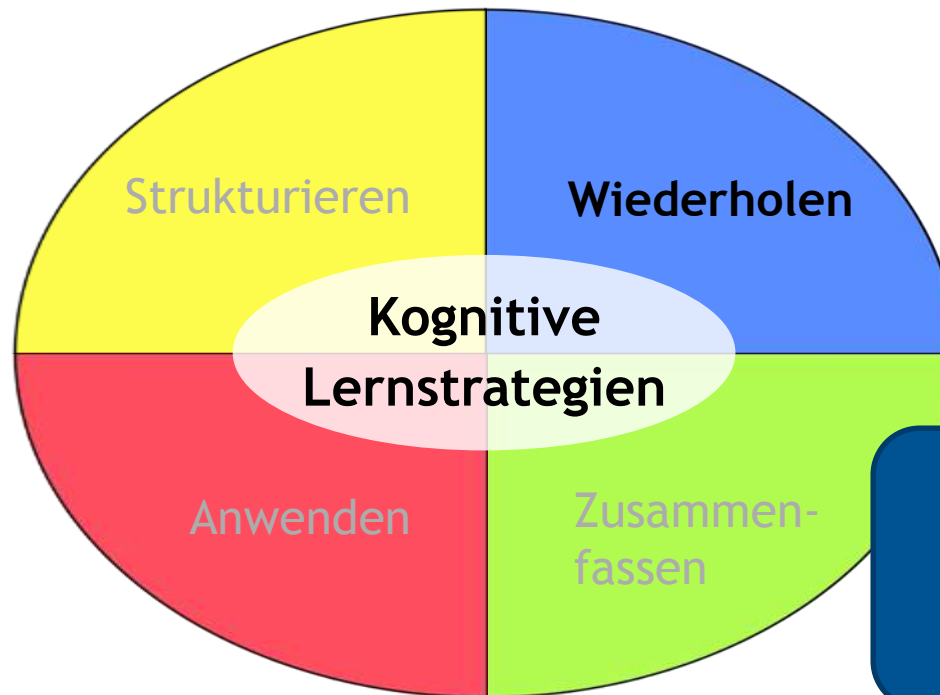 Strukturieren
Wiederholen
Kognitive
Lernstrategien
Anwenden
Zusammen-
fassen